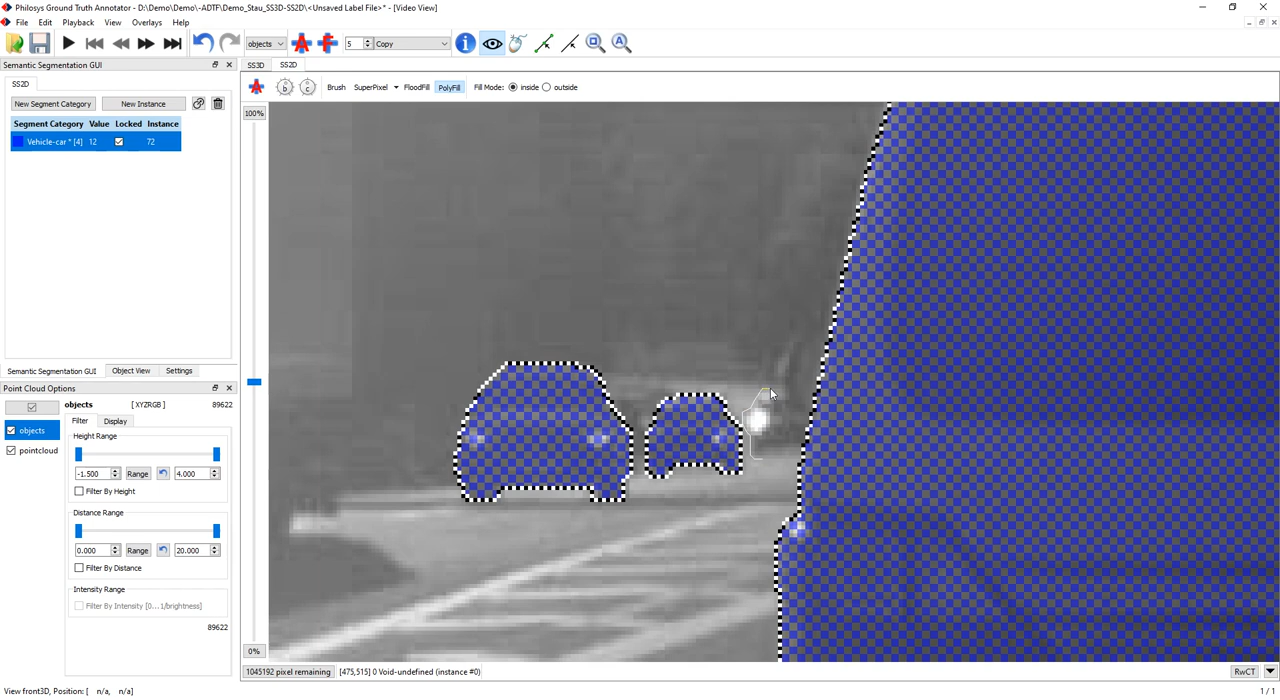 Philosys Ground Truth Annotator - D:\Demo\Demo\-ADTF\Demo_Stau_SS3D-SS2D\<Unsaved Label File>* - [Video View]
File Edit Playback View Overlays Help
objects 5 Copy
Semantic Segmentation GUI
SS3D SS2D
SS2D
Brush SuperPixel FloodFill PolyFill Fill Mode: inside outside
New Segment Category New Instance
100%
Segment Category Value Locked Instance
Vehicle-car * [4] 12 72
Semantic Segmentation GUI Object View Settings
Point Cloud Options
objects [ XYZRGB ] 89622
Filter Display
objects
pointcloud
Height Range
-1.500 Range 4.000
Filter By Height
Distance Range
0.000 Range 20.000
Filter By Distance
Intensity Range
Filter By Intensity [0...1/brightness]
89622
0%
1045192 pixel remaining [475,515] 0 Void-undefined (instance #0) RwCT
View front3D, Position: [ n/a, n/a] 1 / 1